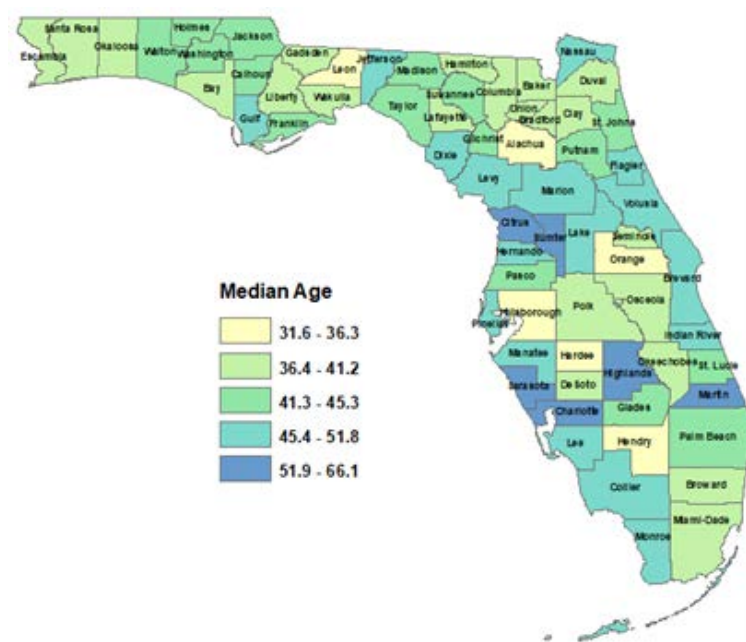 Holmes
Santa Rosa
Jackson
Escambia
Okaloosa
Walton
Washington
Calhoun
Bay
Gulf
Liberty
Franklin
Gadsden
Leon
Wakulla
Jefferson
Madison
Taylor
Hamilton
Suwannee
Lafayette
Columbia
Baker
Union
Bradford
Nassau
Duval
Clay
St. Johns
Gilchrist
Alachua
Putnam
Flagler
Dixie
Levy
Marion
Volusia
Citrus
Sumter
Lake
Seminole
Hernando
Orange
Pasco
Brevard
Osceola
Polk
Hillsborough
Pinellas
Indian River
Manatee
Hardee
Highlands
Okeechobee
St. Lucie
Sarasota
DeSoto
Martin
Charlotte
Glades
Lee
Hendry
Palm Beach
Collier
Broward
Miami-Dade
Monroe
Median Age
31.6 - 36.3
36.4 - 41.2
41.3 - 45.3
45.4 - 51.8
51.9 - 66.1